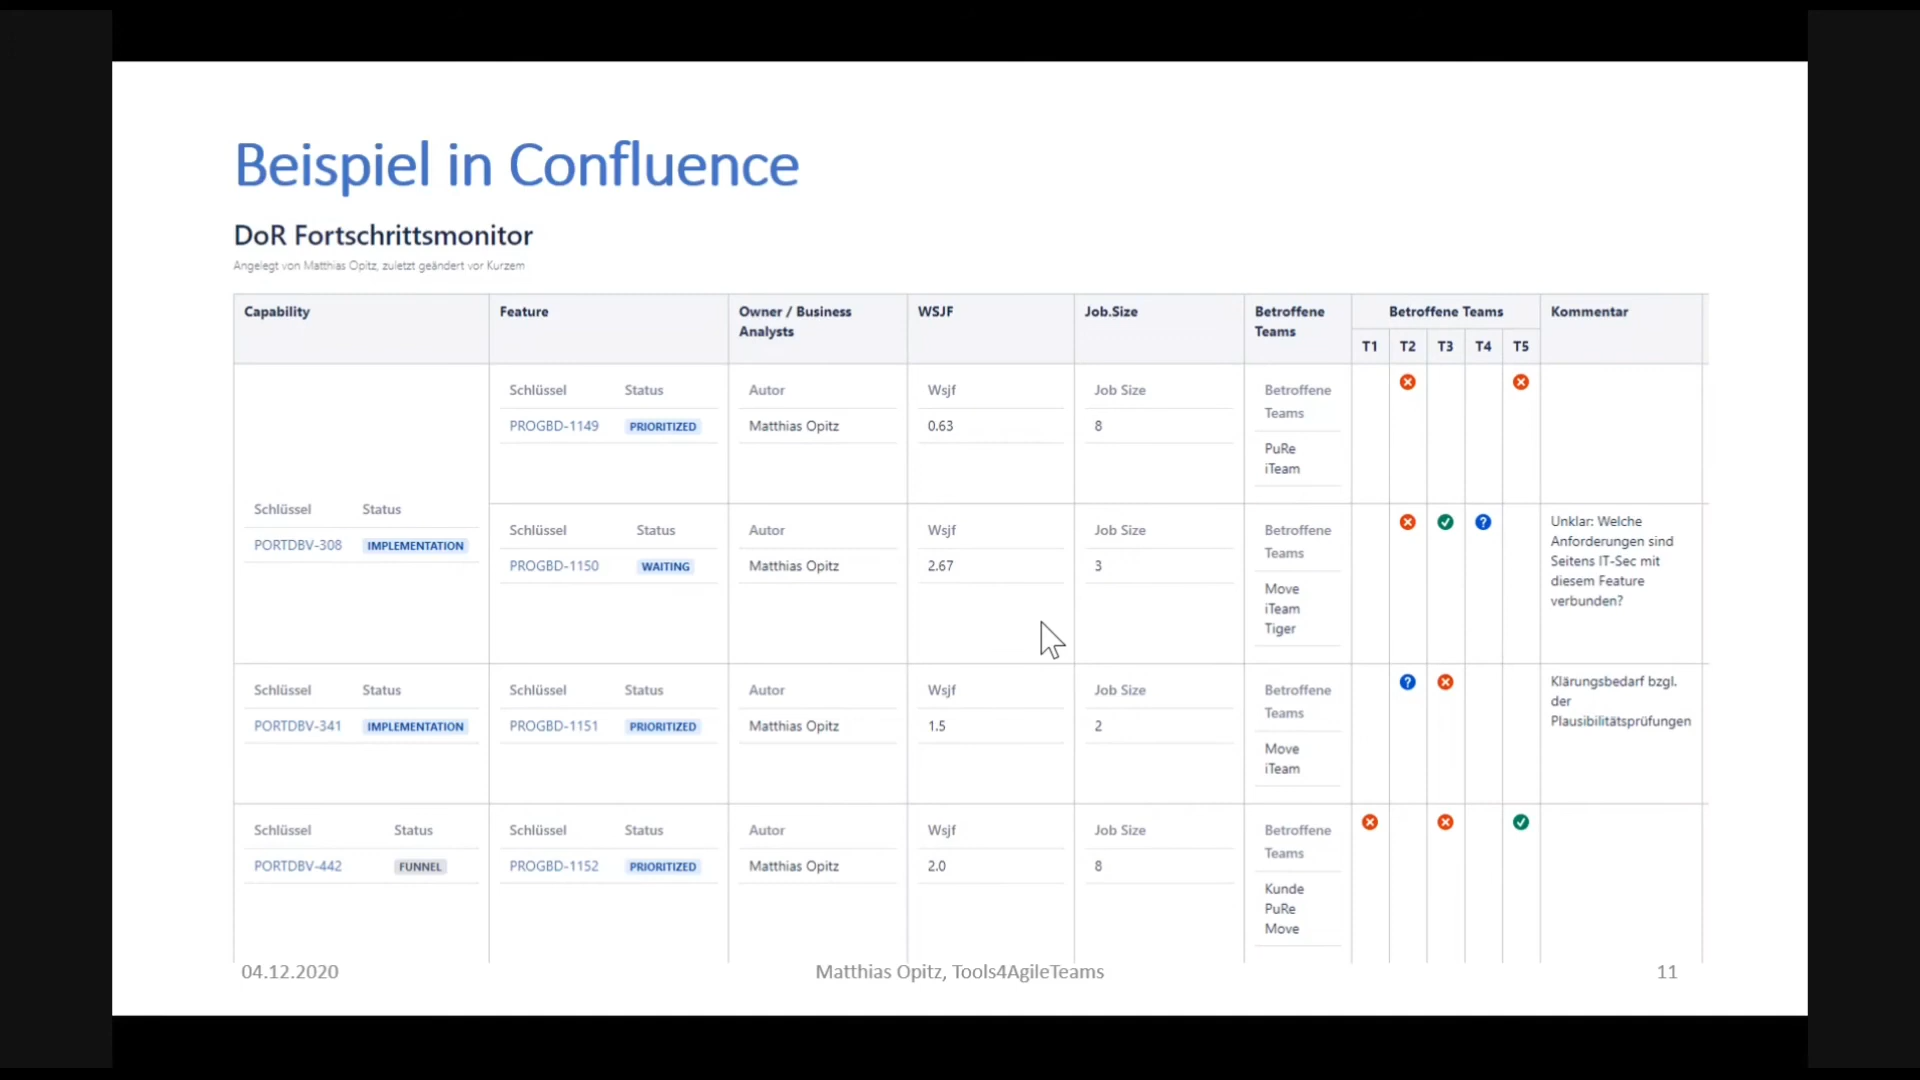 Beispiel in Confluence
DoR Fortschrittsmonitor
Angelegt von Matthias Opitz, zuletzt geändert vor Kurzem
Capability
Feature
Owner / Business
Analysts
WSJF
Job.Size
Betroffene
Teams
Betroffene Teams
T1 T2 T3 T4 T5
Kommentar
Schlüssel Status
PORTDBV-308 IMPLEMENTATION
Schlüssel Status
PROGBD-1149 PRIORITIZED
Autor
Matthias Opitz
Wsjf
0.63
Job Size
8
Betroffene
Teams
PuRe
iTeam
Schlüssel Status
PROGBD-1150 WAITING
Autor
Matthias Opitz
Wsjf
2.67
Job Size
3
Betroffene
Teams
Move
iTeam
Tiger
Unklar: Welche
Anforderungen sind
Seitens IT-Sec mit
diesem Feature
verbunden?
Schlüssel Status
PORTDBV-341 IMPLEMENTATION
Schlüssel Status
PROGBD-1151 PRIORITIZED
Autor
Matthias Opitz
Wsjf
1.5
Job Size
2
Betroffene
Teams
Move
iTeam
Klärungsbedarf bzgl.
der
Plausibilitätsprüfungen
Schlüssel Status
PORTDBV-442 FUNNEL
Schlüssel Status
PROGBD-1152 PRIORITIZED
Autor
Matthias Opitz
Wsjf
2.0
Job Size
8
Betroffene
Teams
Kunde
PuRe
Move
04.12.2020
Matthias Opitz, Tools4AgileTeams
11